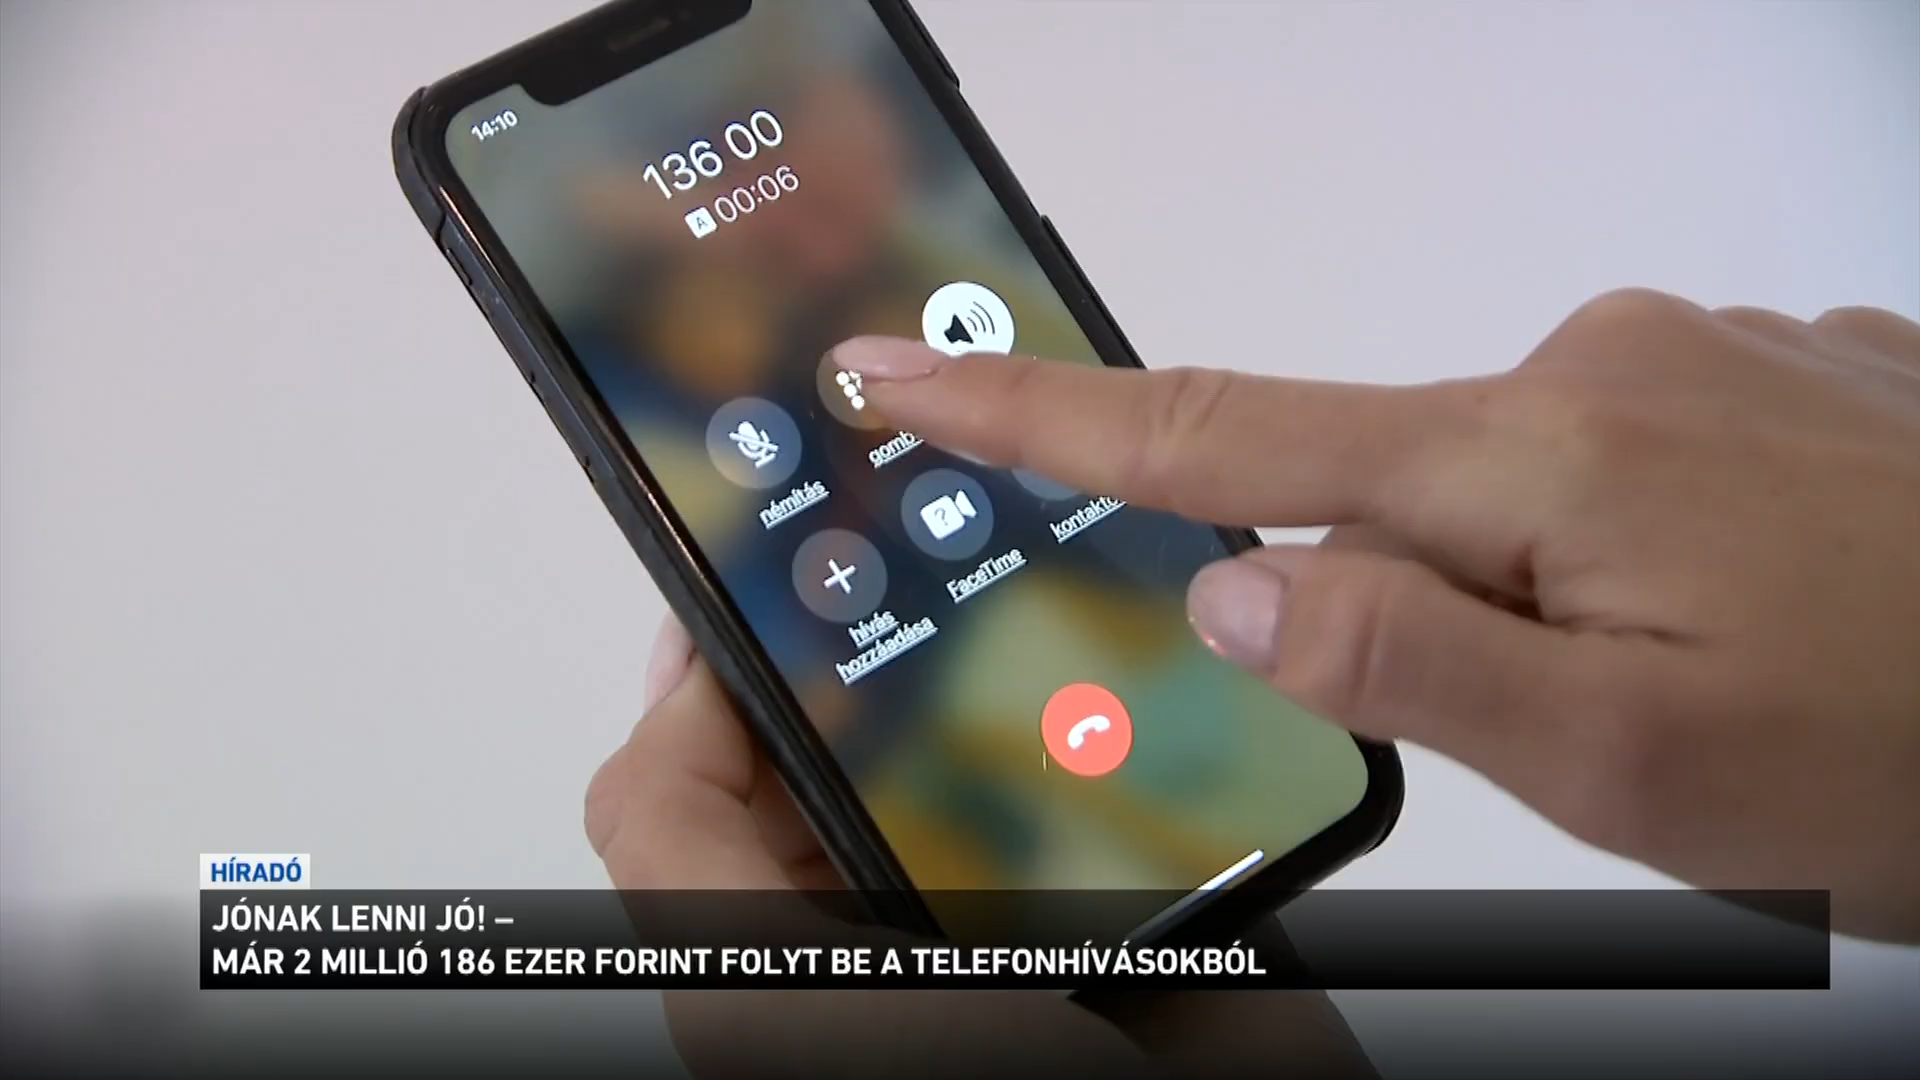 14:10
136 00
A 00:06
némítás
FaceTime
hívás
hozzáadása
HÍRADÓ
JÓNAK LENNI JÓ! –
MÁR 2 MILLIÓ 186 EZER FORINT FOLYT BE A TELEFONHÍVÁSOKBÓL